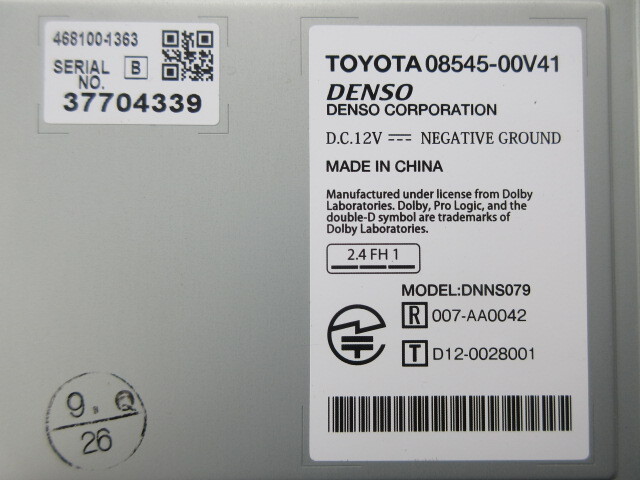 468100-1363
SERIAL NO. B
37704339
TOYOTA 08545-00V41
DENSO
DENSO CORPORATION
D.C.12V NEGATIVE GROUND
MADE IN CHINA
Manufactured under license from Dolby
Laboratories. Dolby, Pro Logic, and the
double-D symbol are trademarks of
Dolby Laboratories.
2.4 FH 1
MODEL:DNNS079
R 007-AA0042
T D12-0028001
9.
26